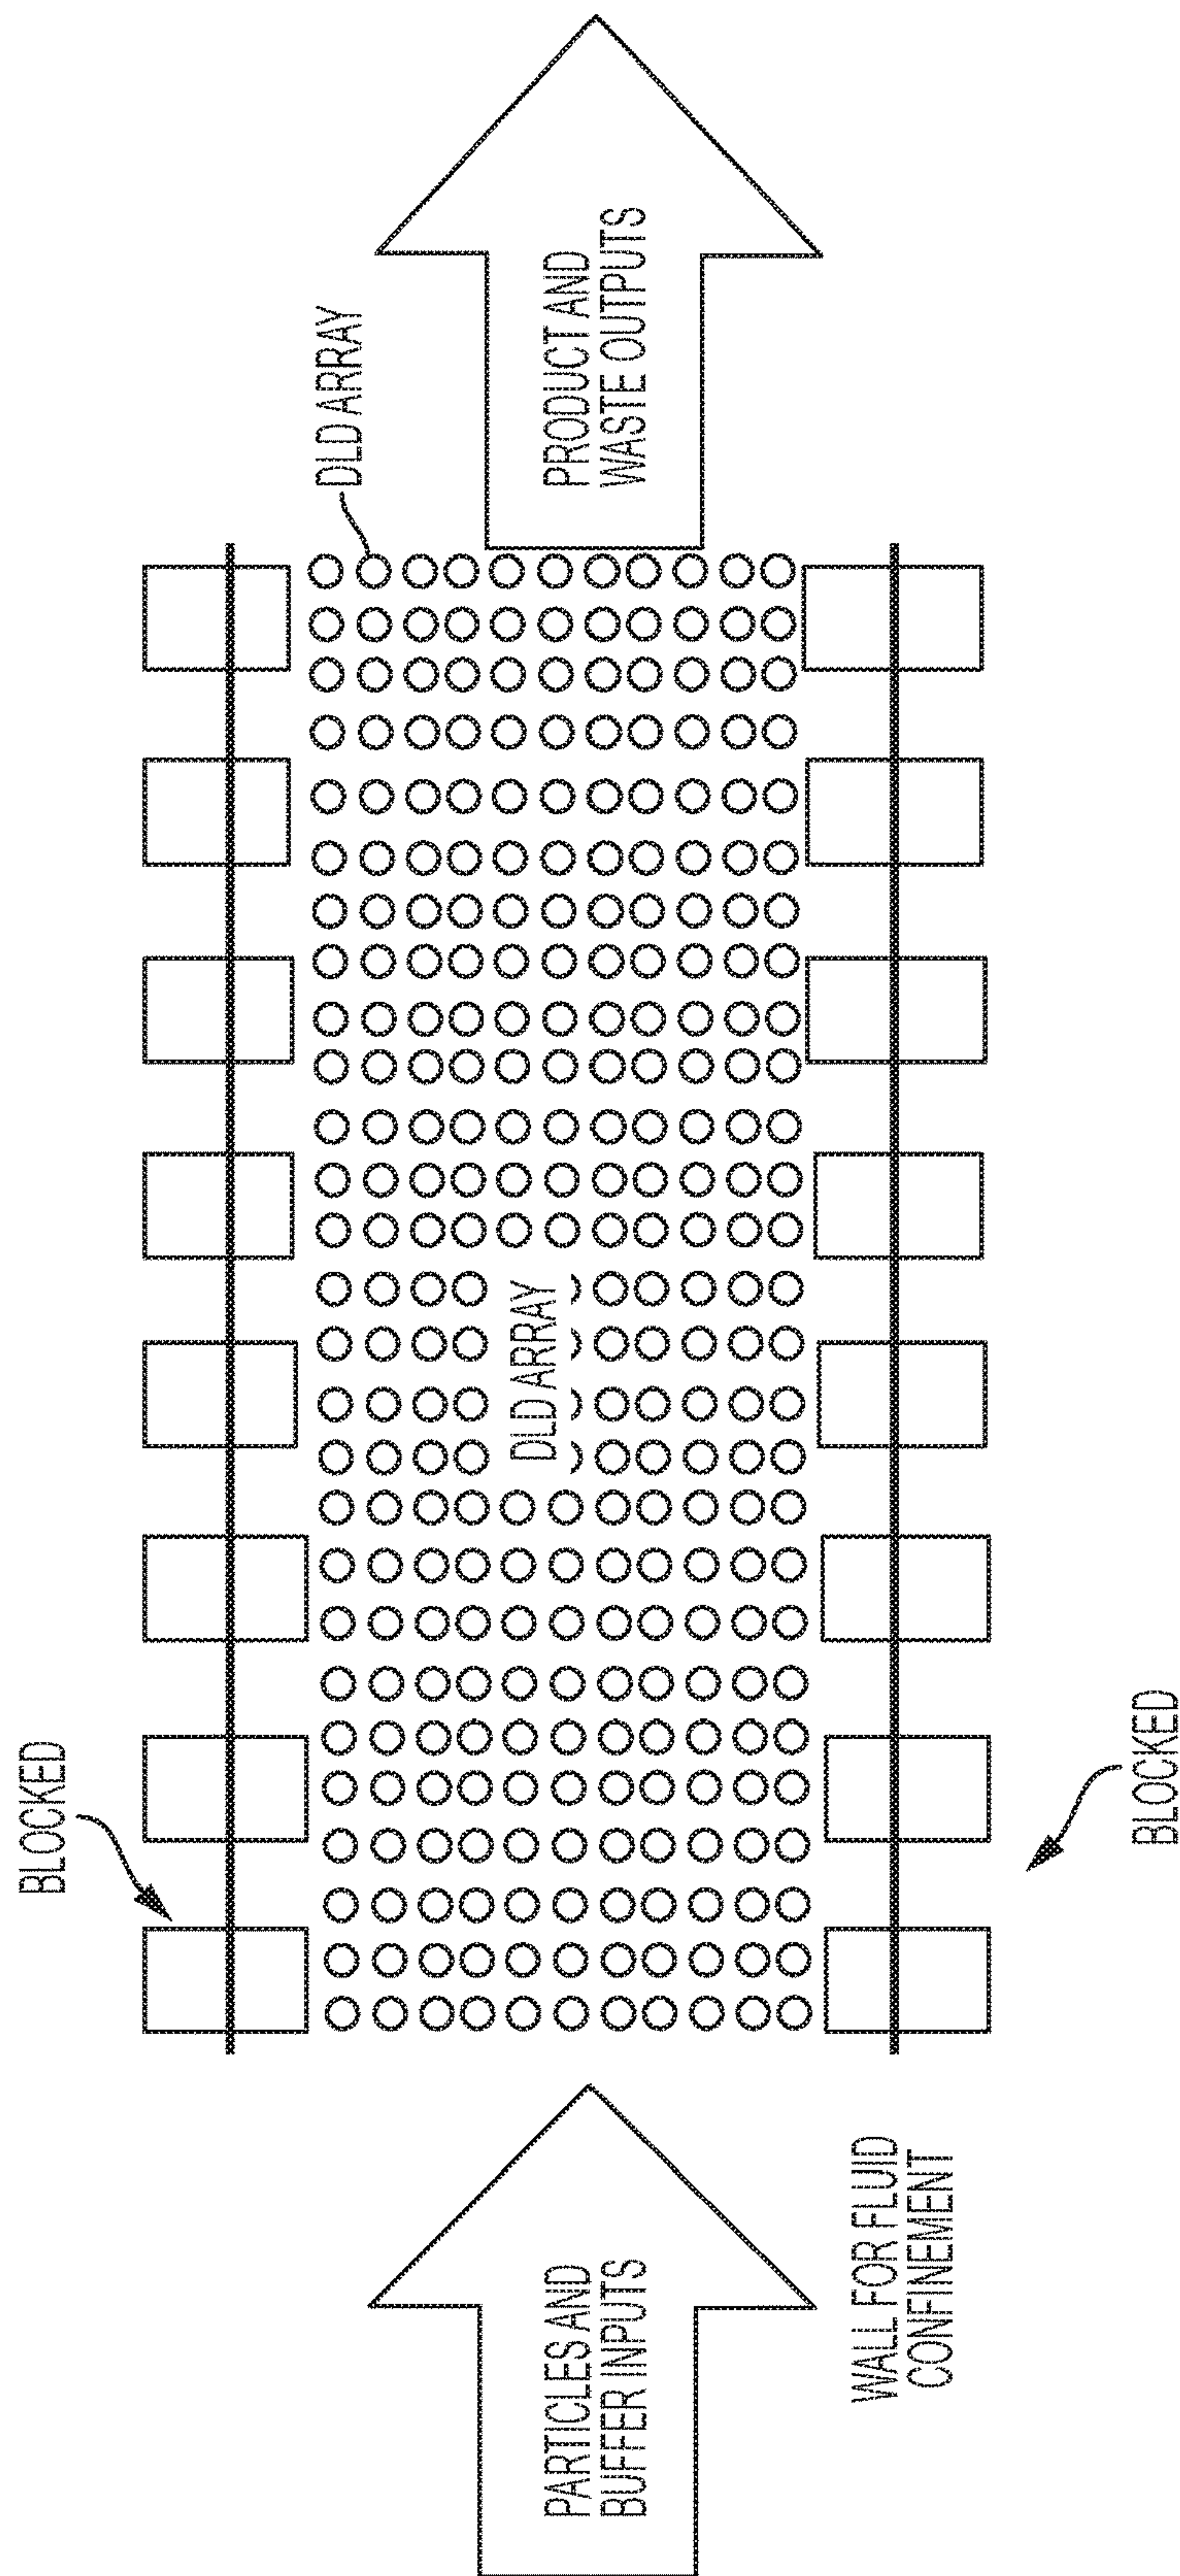 BLOCKED
PARTICLES AND
BUFFER INPUTS
DLD ARRAY
DLD ARRAY
PRODUCT AND
WASTE OUTPUTS
WALL FOR FLUID
CONFINEMENT
BLOCKED